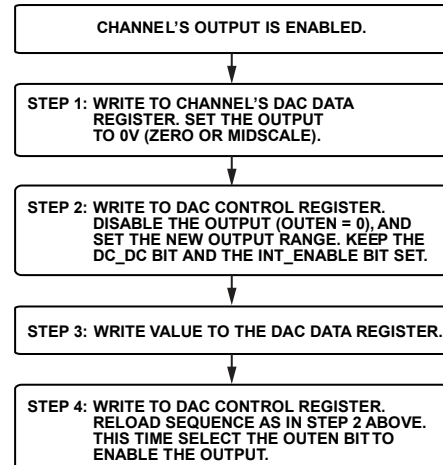 CHANNEL'S OUTPUT IS ENABLED.
STEP 1: WRITE TO CHANNEL'S DAC DATA
REGISTER. SET THE OUTPUT
TO 0V (ZERO OR MIDSCALE).
STEP 2: WRITE TO DAC CONTROL REGISTER.
DISABLE THE OUTPUT (OUTEN = 0), AND
SET THE NEW OUTPUT RANGE. KEEP THE
DC_DC BIT AND THE INT_ENABLE BIT SET.
STEP 3: WRITE VALUE TO THE DAC DATA REGISTER.
STEP 4: WRITE TO DAC CONTROL REGISTER.
RELOAD SEQUENCE AS IN STEP 2 ABOVE.
THIS TIME SELECT THE OUTEN BIT TO
ENABLE THE OUTPUT.